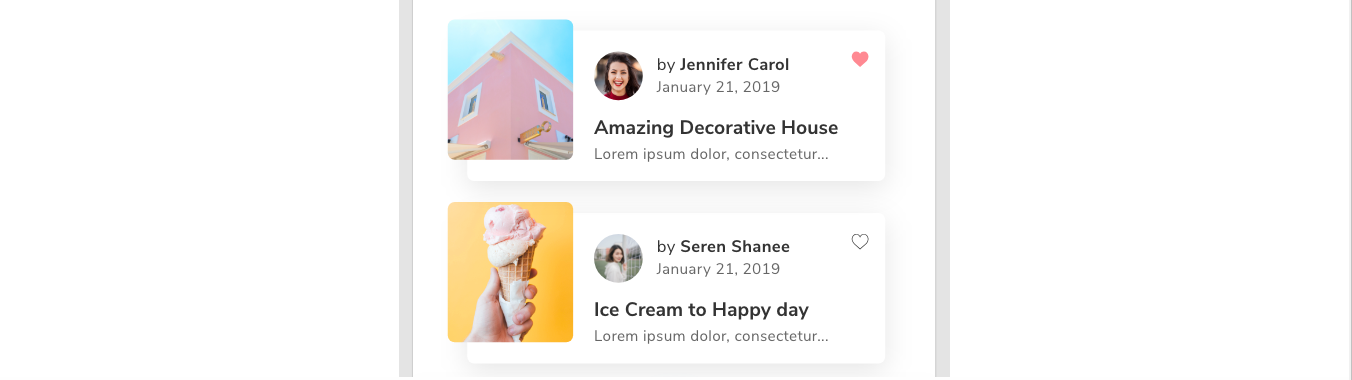 by Jennifer Carol
January 21, 2019
Amazing Decorative House
Lorem ipsum dolor, consectetur...
by Seren Shanee
January 21, 2019
Ice Cream to Happy day
Lorem ipsum dolor, consectetur...